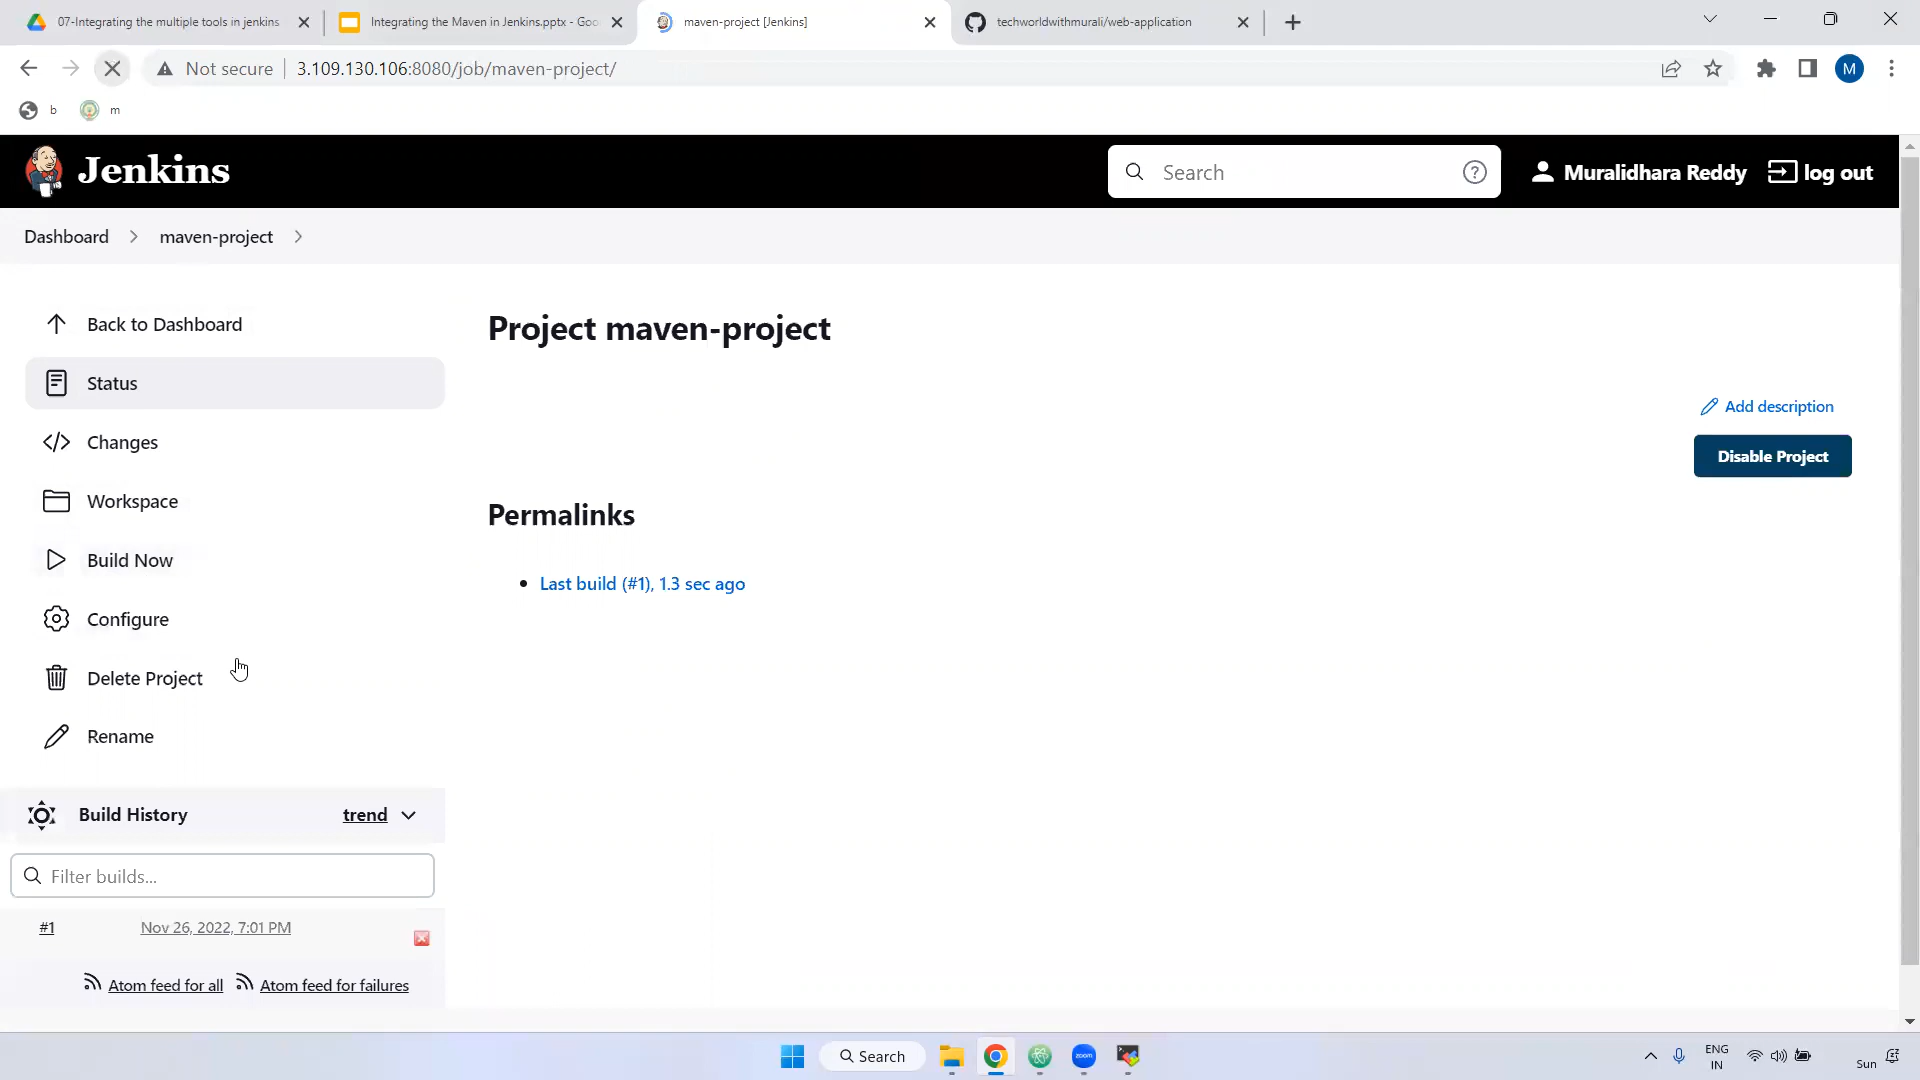 07-Integrating the multiple tools in jenkins
Integrating the Maven in Jenkins.pptx - Goo
maven-project [Jenkins]
techworldwithmurali/web-application
Not secure
3.109.130.106:8080/job/maven-project/
M
b
m
Jenkins
Search
?
Muralidhara Reddy
log out
Dashboard
maven-project
Back to Dashboard
Status
Changes
Workspace
Build Now
Configure
Delete Project
Rename
Project maven-project
Add description
Disable Project
Permalinks
Last build (#1), 1.3 sec ago
Build History
trend
Filter builds...
#1
Nov 26, 2022, 7:01 PM
Atom feed for all
Atom feed for failures
Search
zoom
ENG
IN
Sun